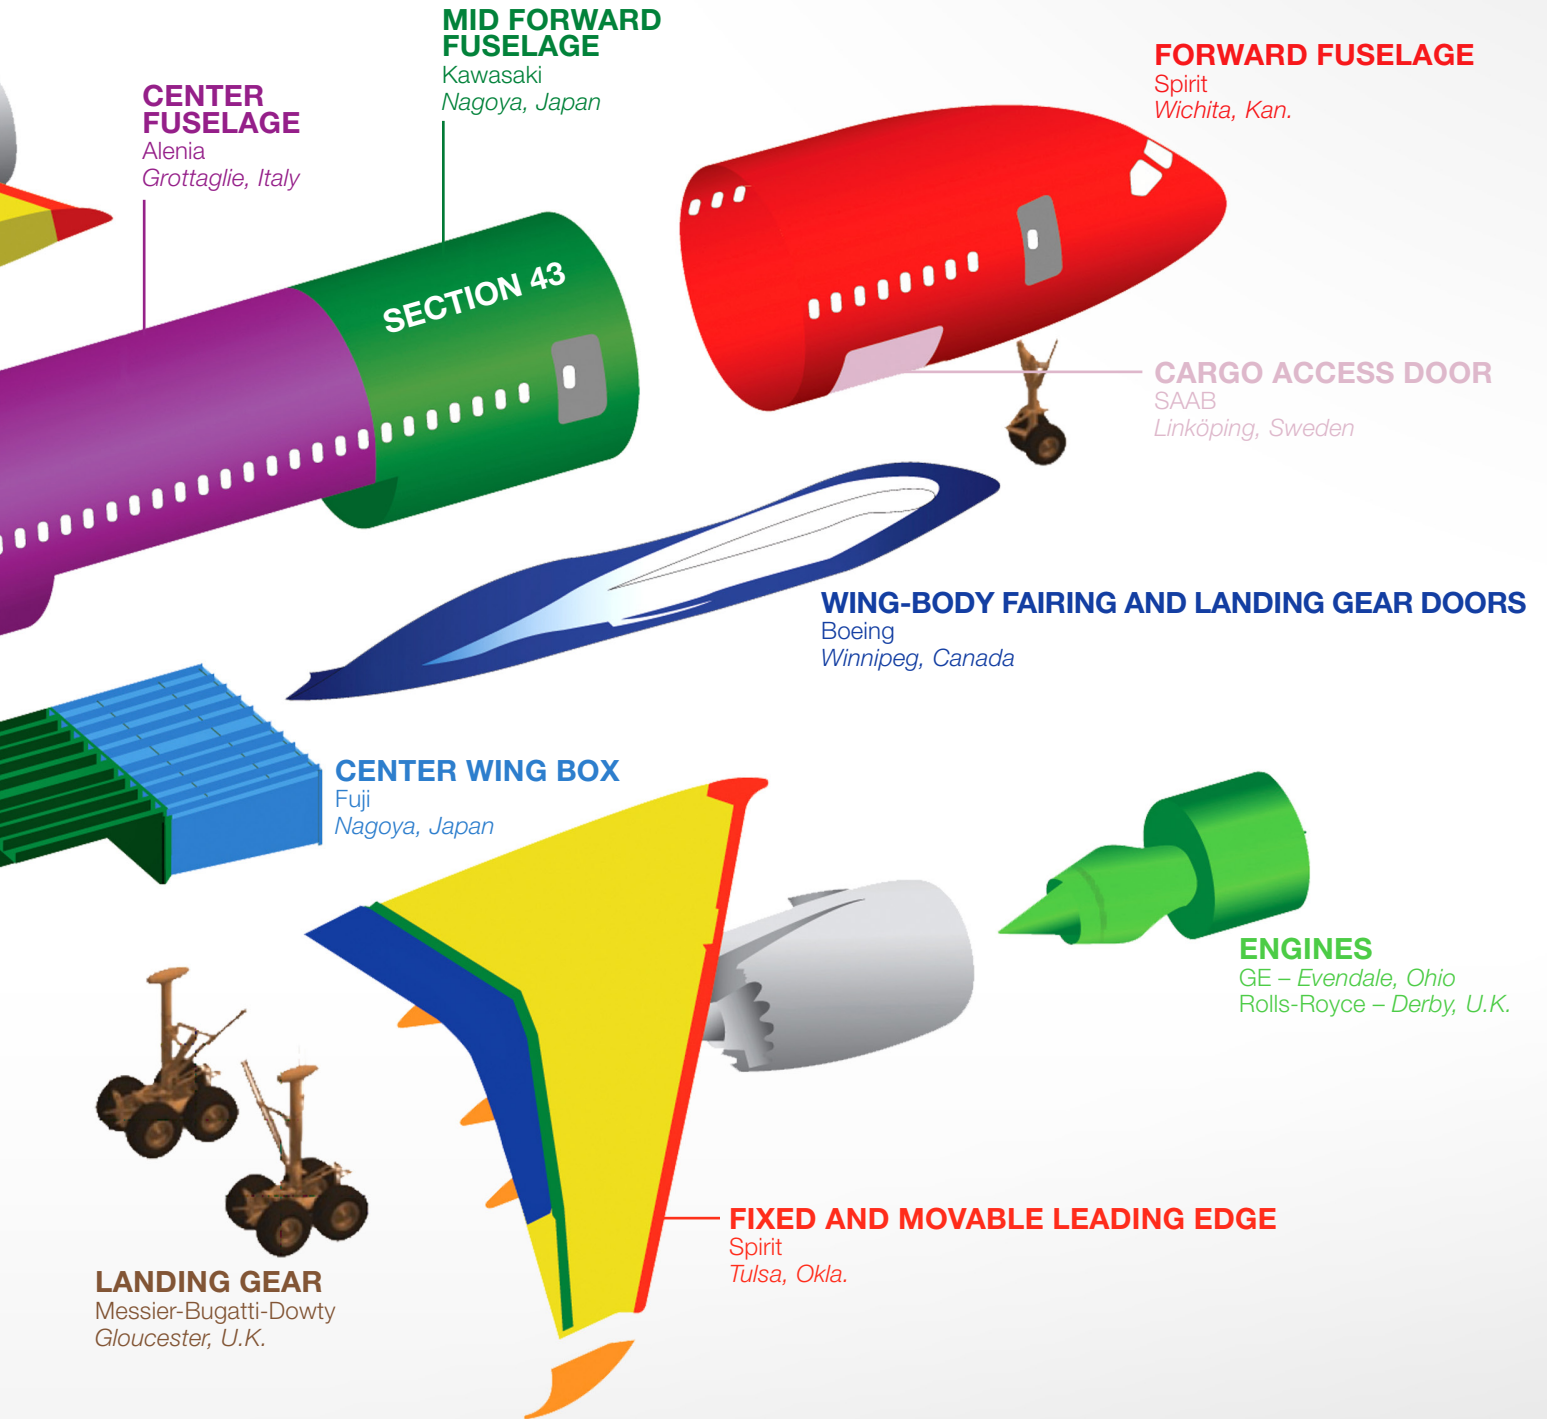 MID FORWARD
FUSELAGE
Kawasaki
Nagoya, Japan
FORWARD FUSELAGE
Spirit
Wichita, Kan.
CENTER
FUSELAGE
Alenia
Grottaglie, Italy
SECTION 43
CARGO ACCESS DOOR
SAAB
Linköping, Sweden
WING-BODY FAIRING AND LANDING GEAR DOORS
Boeing
Winnipeg, Canada
CENTER WING BOX
Fuji
Nagoya, Japan
ENGINES
GE – Evendale, Ohio
Rolls-Royce – Derby, U.K.
FIXED AND MOVABLE LEADING EDGE
Spirit
Tulsa, Okla.
LANDING GEAR
Messier-Bugatti-Dowty
Gloucester, U.K.